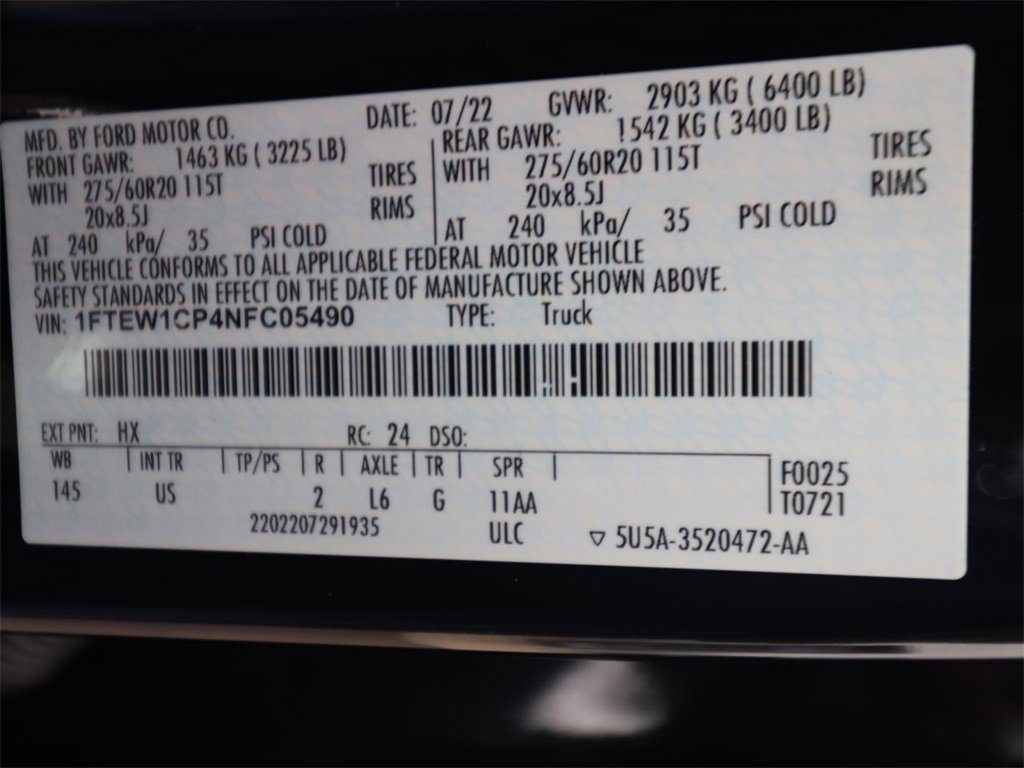 MFD. BY FORD MOTOR CO. DATE: 07/22 GVWR: 2903 KG ( 6400 LB)
FRONT GAWR: 1463 KG ( 3225 LB) REAR GAWR: 1542 KG ( 3400 LB)
WITH 275/60R20 115T TIRES WITH 275/60R20 115T TIRES
20x8.5J RIMS 20x8.5J RIMS
AT 240 kPa/ 35 PSI COLD AT 240 kPa/ 35 PSI COLD
THIS VEHICLE CONFORMS TO ALL APPLICABLE FEDERAL MOTOR VEHICLE
SAFETY STANDARDS IN EFFECT ON THE DATE OF MANUFACTURE SHOWN ABOVE.
VIN: 1FTEW1CP4NFC05490 TYPE: Truck
EXT PNT: HX RC: 24 DSO:
WB INT TR TP/PS R AXLE TR SPR F0025
145 US 2 L6 G 11AA T0721
2202207291935 ULC ▽ 5U5A-3520472-AA